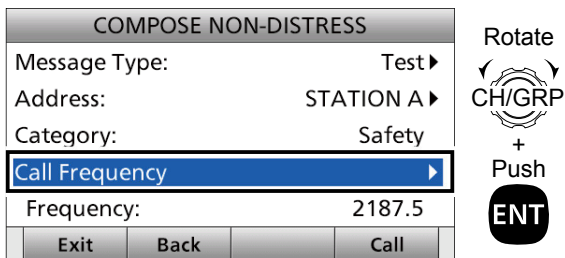 COMPOSE NON-DISTRESS
Message Type: Test
Address: STATION A
Category: Safety
Call Frequency
Frequency: 2187.5
Exit Back Call
Rotate
CH/GRP
+
Push
ENT